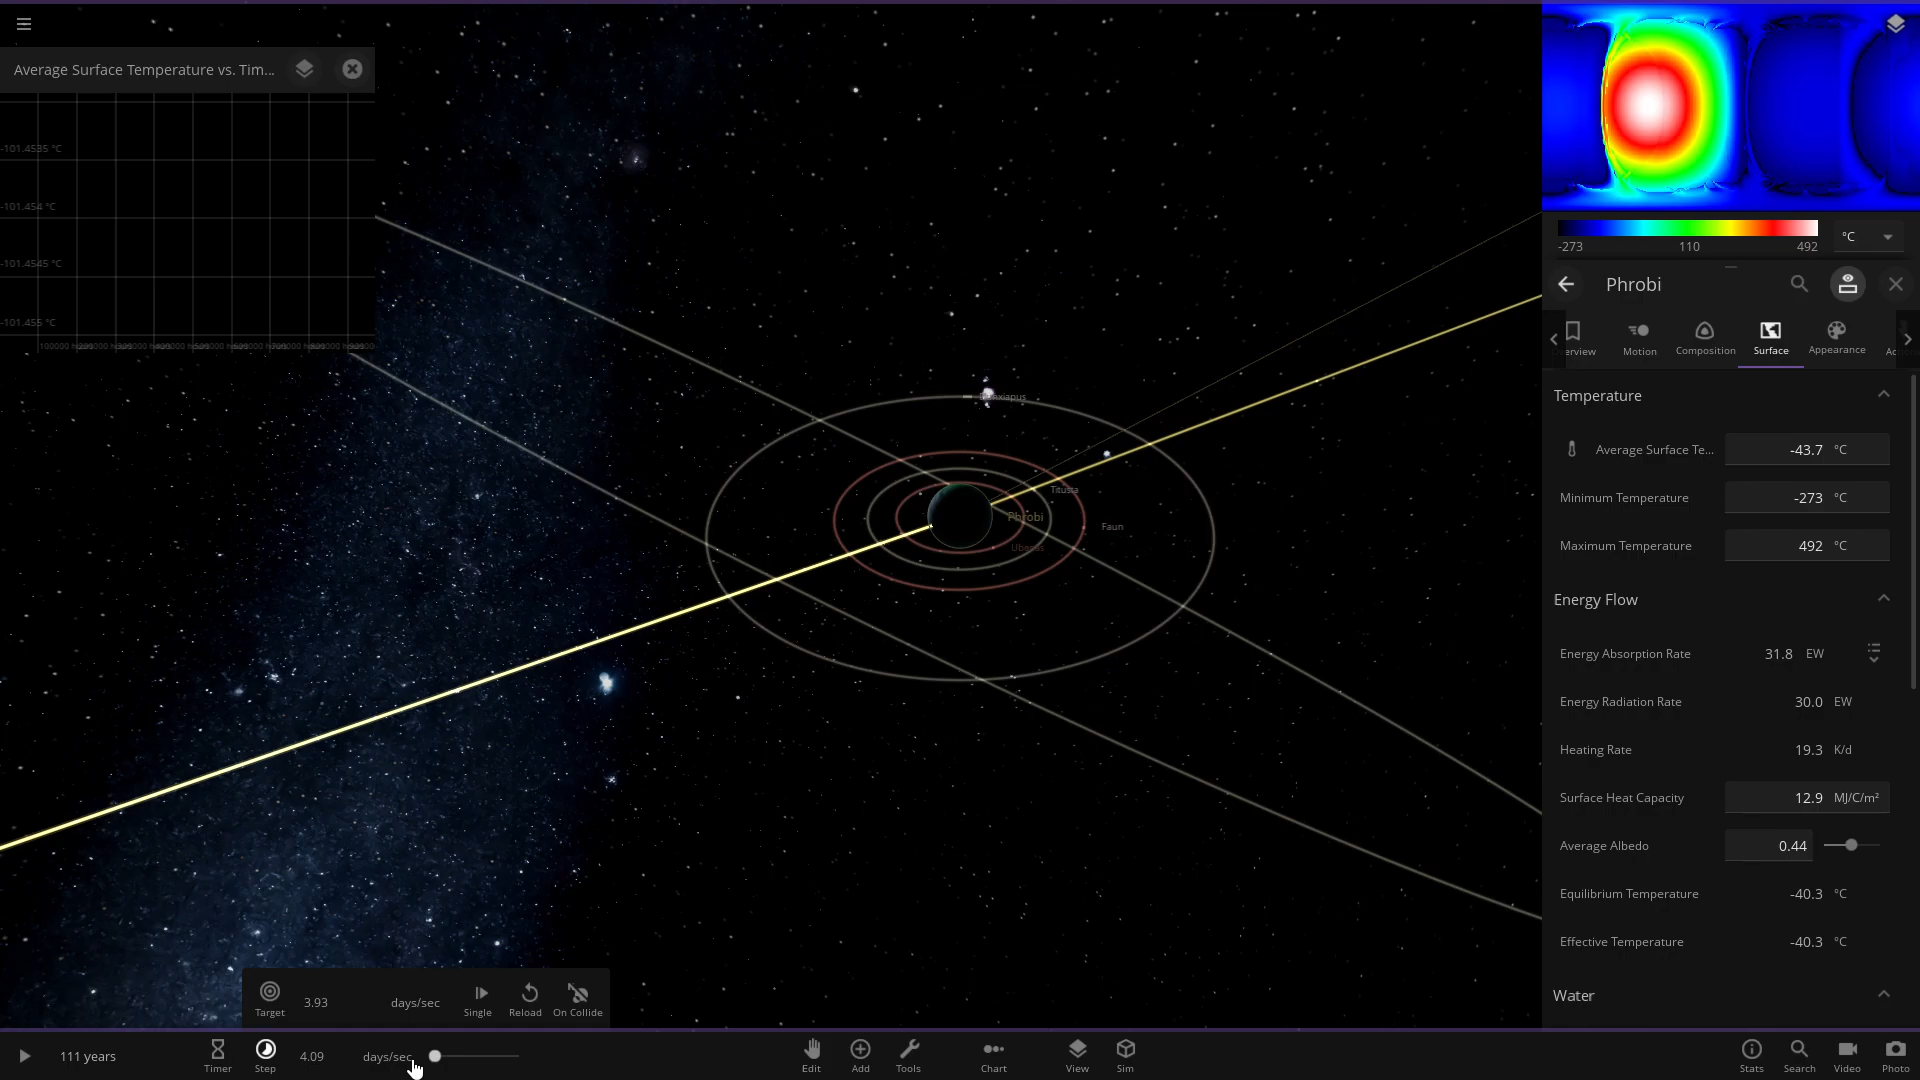 Average Surface Temperature vs. Tim...
-101.4535 °C
-101.454 °C
-101.4545 °C
-101.455 °C
Titusta
Phrobi
Faun
-273
110
492
°C
Phrobi
Motion
Composition
Surface
Appearance
Temperature
Average Surface Te...
-43.7 °C
Minimum Temperature
-273 °C
Maximum Temperature
492 °C
Energy Flow
Energy Absorption Rate
31.8 EW
Energy Radiation Rate
30.0 EW
Heating Rate
19.3 K/d
Surface Heat Capacity
12.9 MJ/C/m²
Average Albedo
0.44
Equilibrium Temperature
-40.3 °C
Effective Temperature
-40.3 °C
Water
Target
3.93
days/sec
Single
Reload
On Collide
111 years
Timer
Step
4.09
days/sec
Edit
Add
Tools
Chart
View
Sim
Stats
Search
Video
Photo